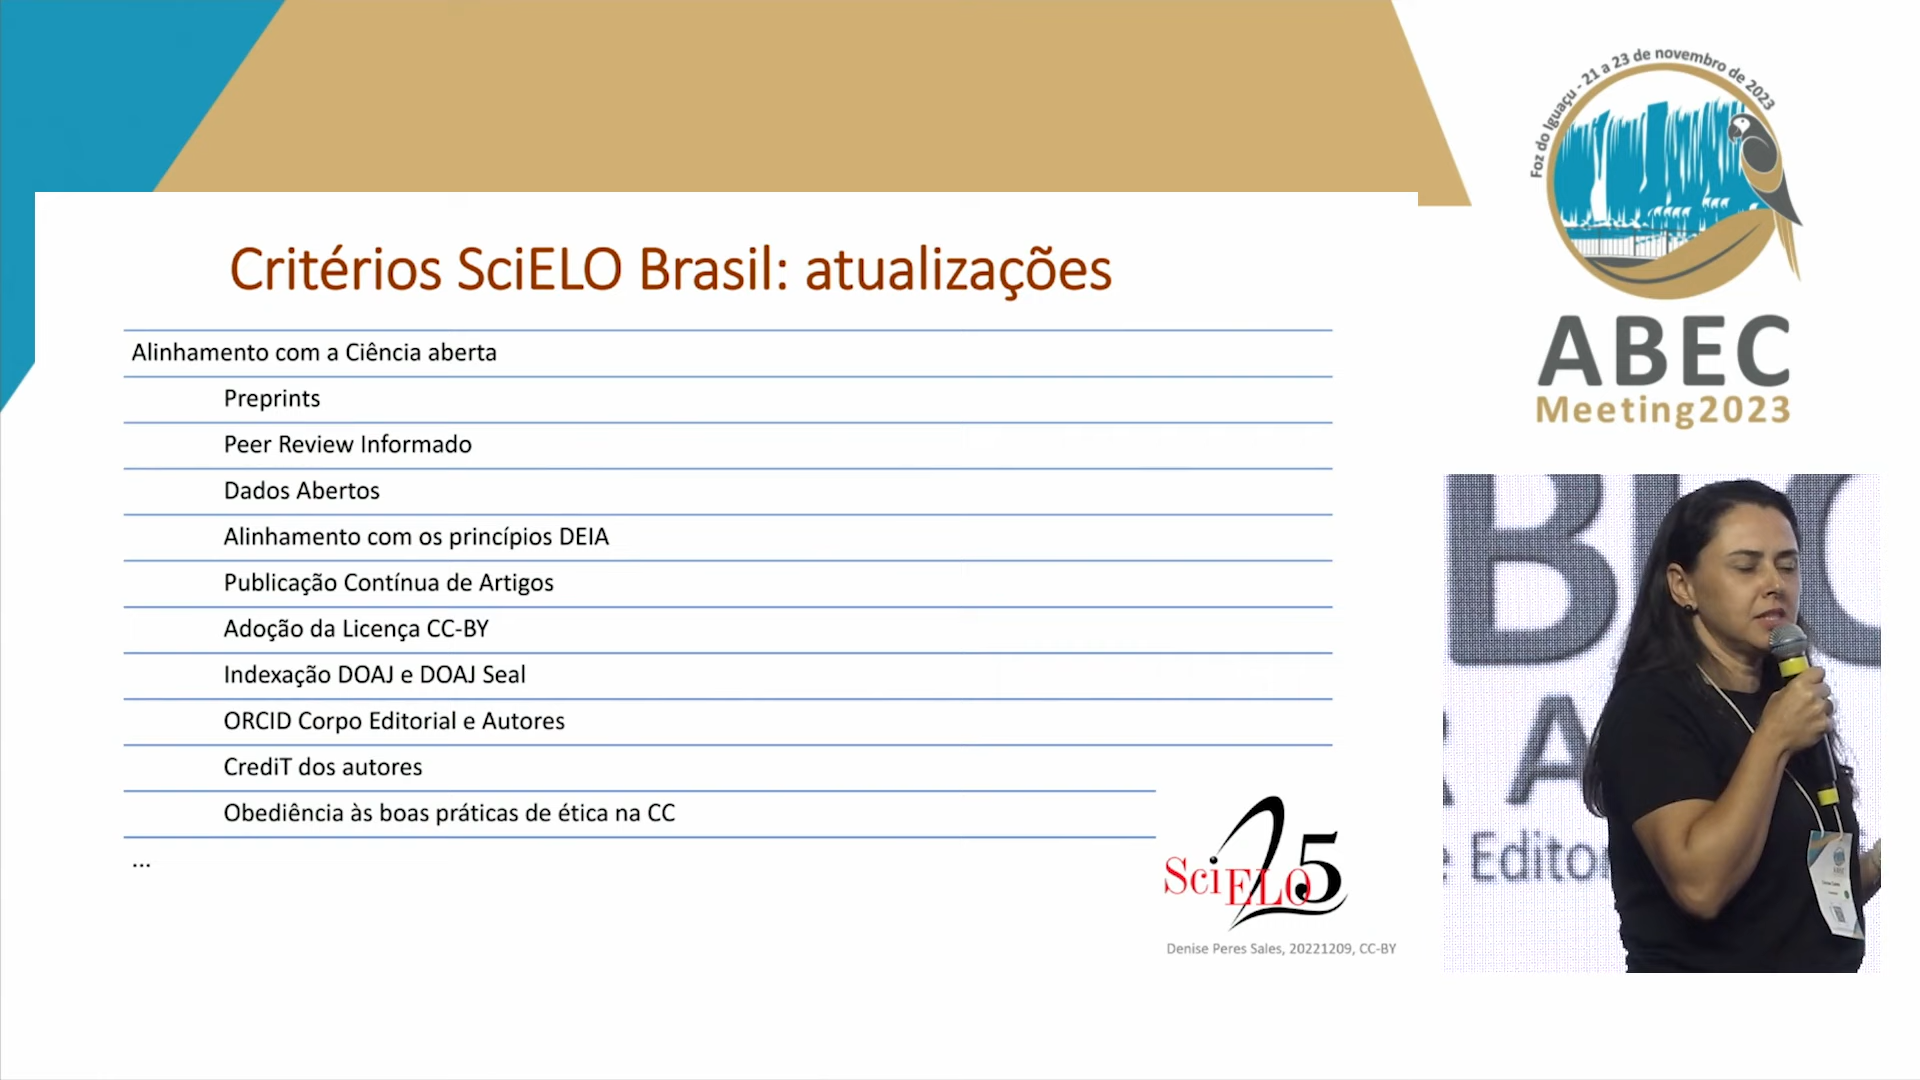 Critérios SciELO Brasil: atualizações
Alinhamento com a Ciência aberta
Preprints
Peer Review Informado
Dados Abertos
Alinhamento com os princípios DEIA
Publicação Contínua de Artigos
Adoção da Licença CC-BY
Indexação DOAJ e DOAJ Seal
ORCID Corpo Editorial e Autores
CrediT dos autores
Obediência às boas práticas de ética na CC
...
SciELO 25
Denise Peres Sales, 20221209, CC-BY
Foz do Iguaçu - 21 a 23 de novembro de 2023
ABEC
Meeting2023